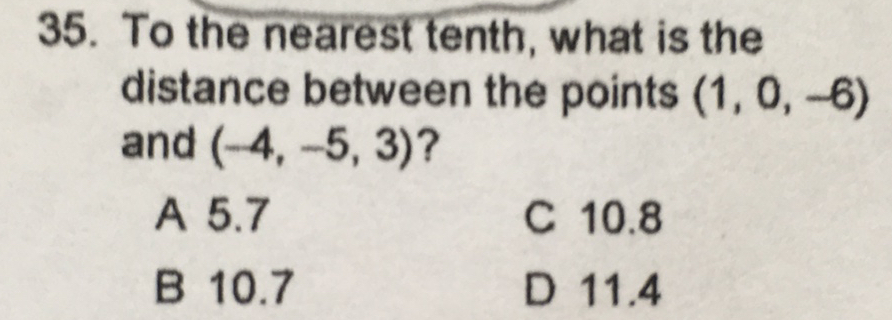 35. To the nearest tenth, what is the
distance between the points (1, 0, –6)
and (–4, –5, 3)?
A 5.7 C 10.8
B 10.7 D 11.4